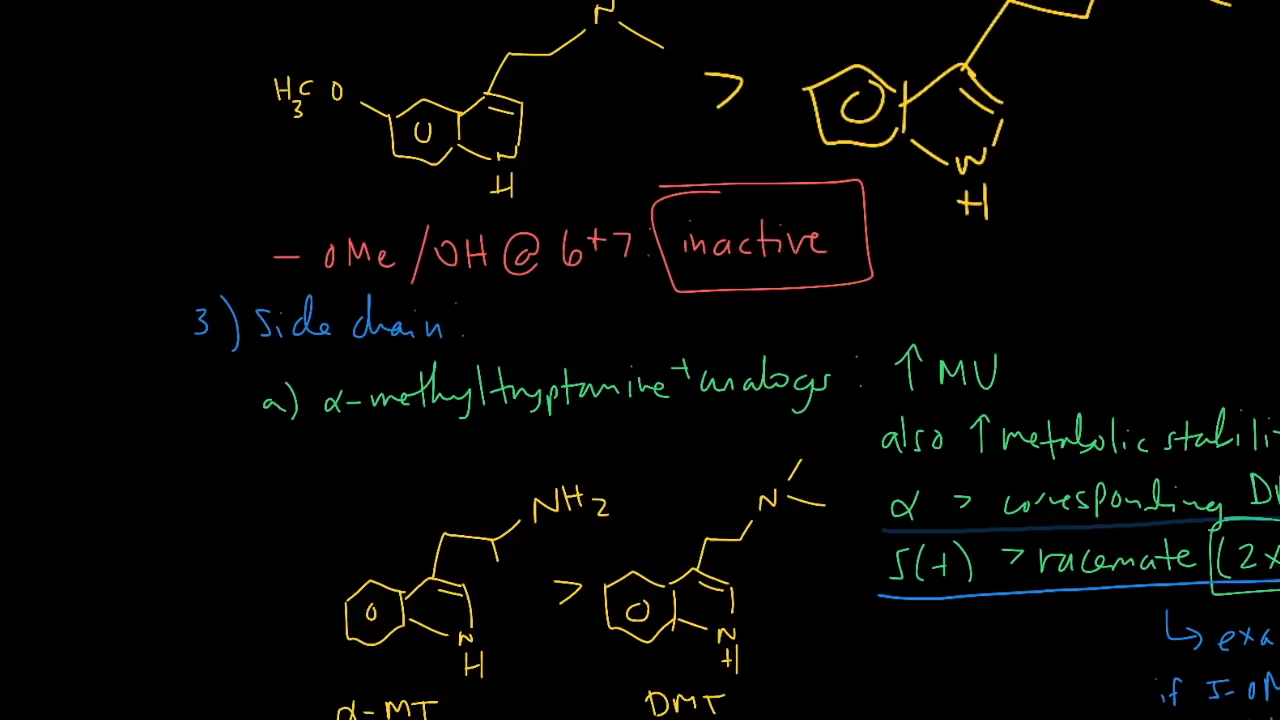 N
H3C O
>
N
H
N
H
- OMe/OH @ 6+7: inactive
3) Side chain:
a) α-methyltryptamine + analogs : ↑ MU
also ↑ metabolic stabili
α > corresponding D
S(+) > racemate (2x
↳ exa
if 5-OM
NH2
N
>
N
H
N
H
α-MT
DMT